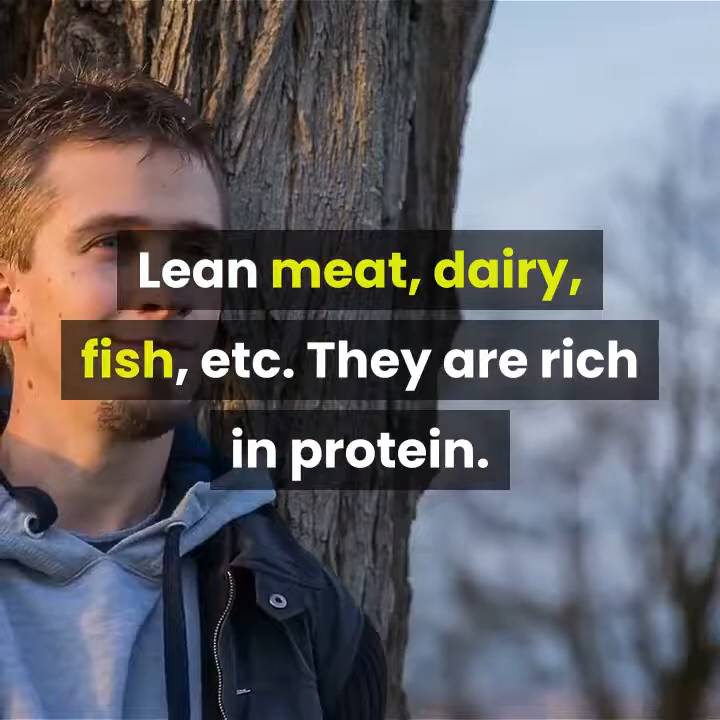 Lean meat, dairy,
fish, etc. They are rich
in protein.